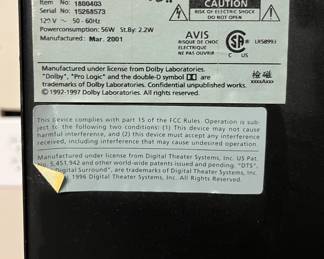 CAUTION
Item No: 1880403
RISK OF ELECTRIC SHOCK
DO NOT OPEN
Serial No: 15268573
V ~ 50-60Hz
Powerconsumption: 56W St.By: 2.2W
Manufactured: Mar. 2001
AVIS
RISQUE DE CHOC
ELECTRIQUE
NE PAS OUVRIR
Manufactured under license from Dolby Laboratories.
"Dolby", "Pro Logic" and the double-D symbol are
trademarks of Dolby Laboratories. Confidential unpublished works.
© 1992-1997 Dolby Laboratories. All rights reserved.
This device complies with part 15 of the FCC Rules. Operation is sub-
ject to the following two conditions: (1) This device may not cause
harmful interference, and (2) this device must accept any interference
received, including interference that may cause undesired operation.
Manufactured under license from Digital Theater Systems, Inc. US Pat.
No. 5,451,942 and other world-wide patents issued and pending. "DTS",
Digital Surround", are trademarks of Digital Theater Systems, Inc.
1996 Digital Theater Systems, Inc. All Rights Reserved.